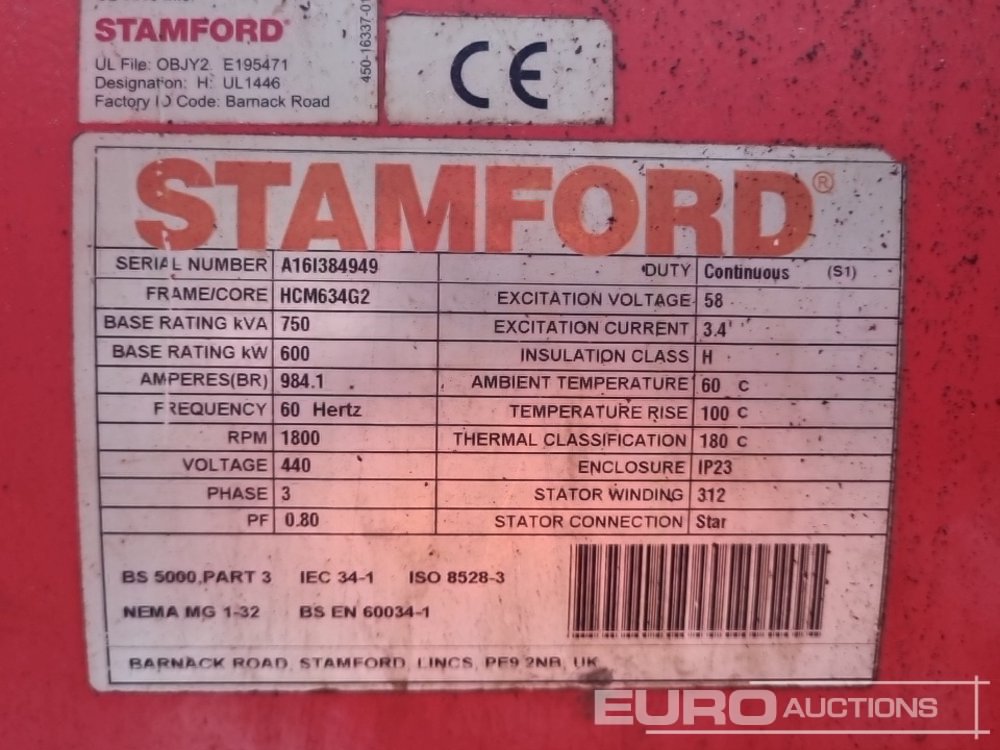 STAMFORD
UL File: OBJY2 E195471
Designation: H: UL1446
Factory ID Code: Barnack Road
450-16337-01
CE
STAMFORD®
SERIAL NUMBER A16I384949
FRAME/CORE HCM634G2
BASE RATING kVA 750
BASE RATING kW 600
AMPERES(BR) 984.1
FREQUENCY 60 Hertz
RPM 1800
VOLTAGE 440
PHASE 3
PF 0.80
DUTY Continuous (S1)
EXCITATION VOLTAGE 58
EXCITATION CURRENT 3.4
INSULATION CLASS H
AMBIENT TEMPERATURE 60 C
TEMPERATURE RISE 100 C
THERMAL CLASSIFICATION 180 C
ENCLOSURE IP23
STATOR WINDING 312
STATOR CONNECTION Star
BS 5000,PART 3 IEC 34-1 ISO 8528-3
NEMA MG 1-32 BS EN 60034-1
BARNACK ROAD, STAMFORD, LINCS, PE9 2NB, UK
EURO AUCTIONS